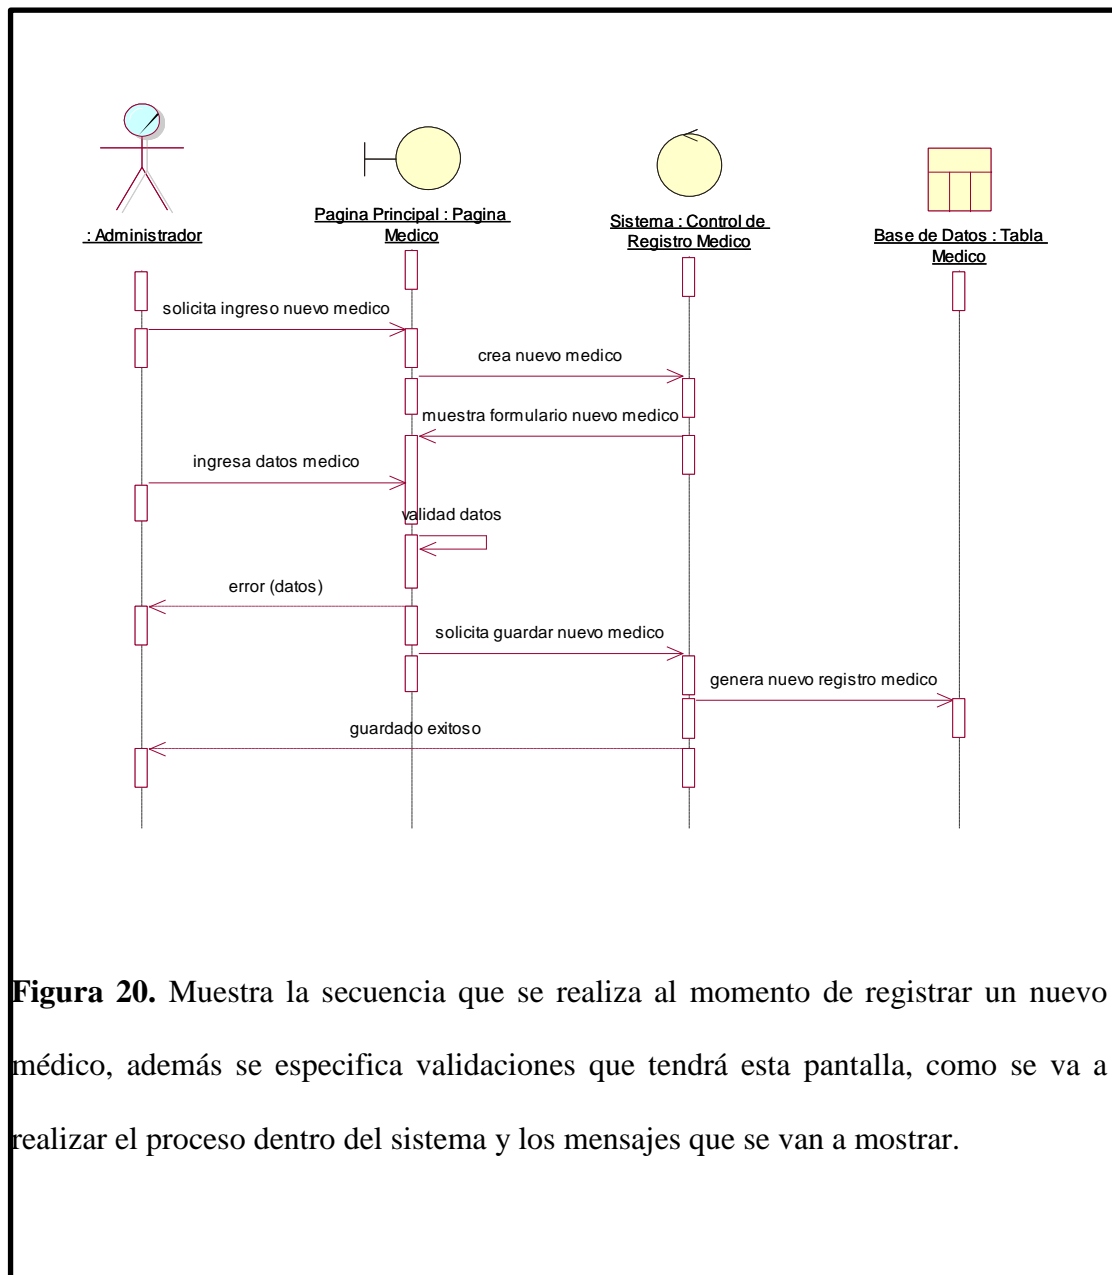 : Administrador
Pagina Principal : Pagina
Medico
Sistema : Control de
Registro Medico
Base de Datos : Tabla
Medico
solicita ingreso nuevo medico
crea nuevo medico
muestra formulario nuevo medico
ingresa datos medico
validad datos
error (datos)
solicita guardar nuevo medico
genera nuevo registro medico
guardado exitoso
Figura 20. Muestra la secuencia que se realiza al momento de registrar un nuevo
médico, además se especifica validaciones que tendrá esta pantalla, como se va a
realizar el proceso dentro del sistema y los mensajes que se van a mostrar.